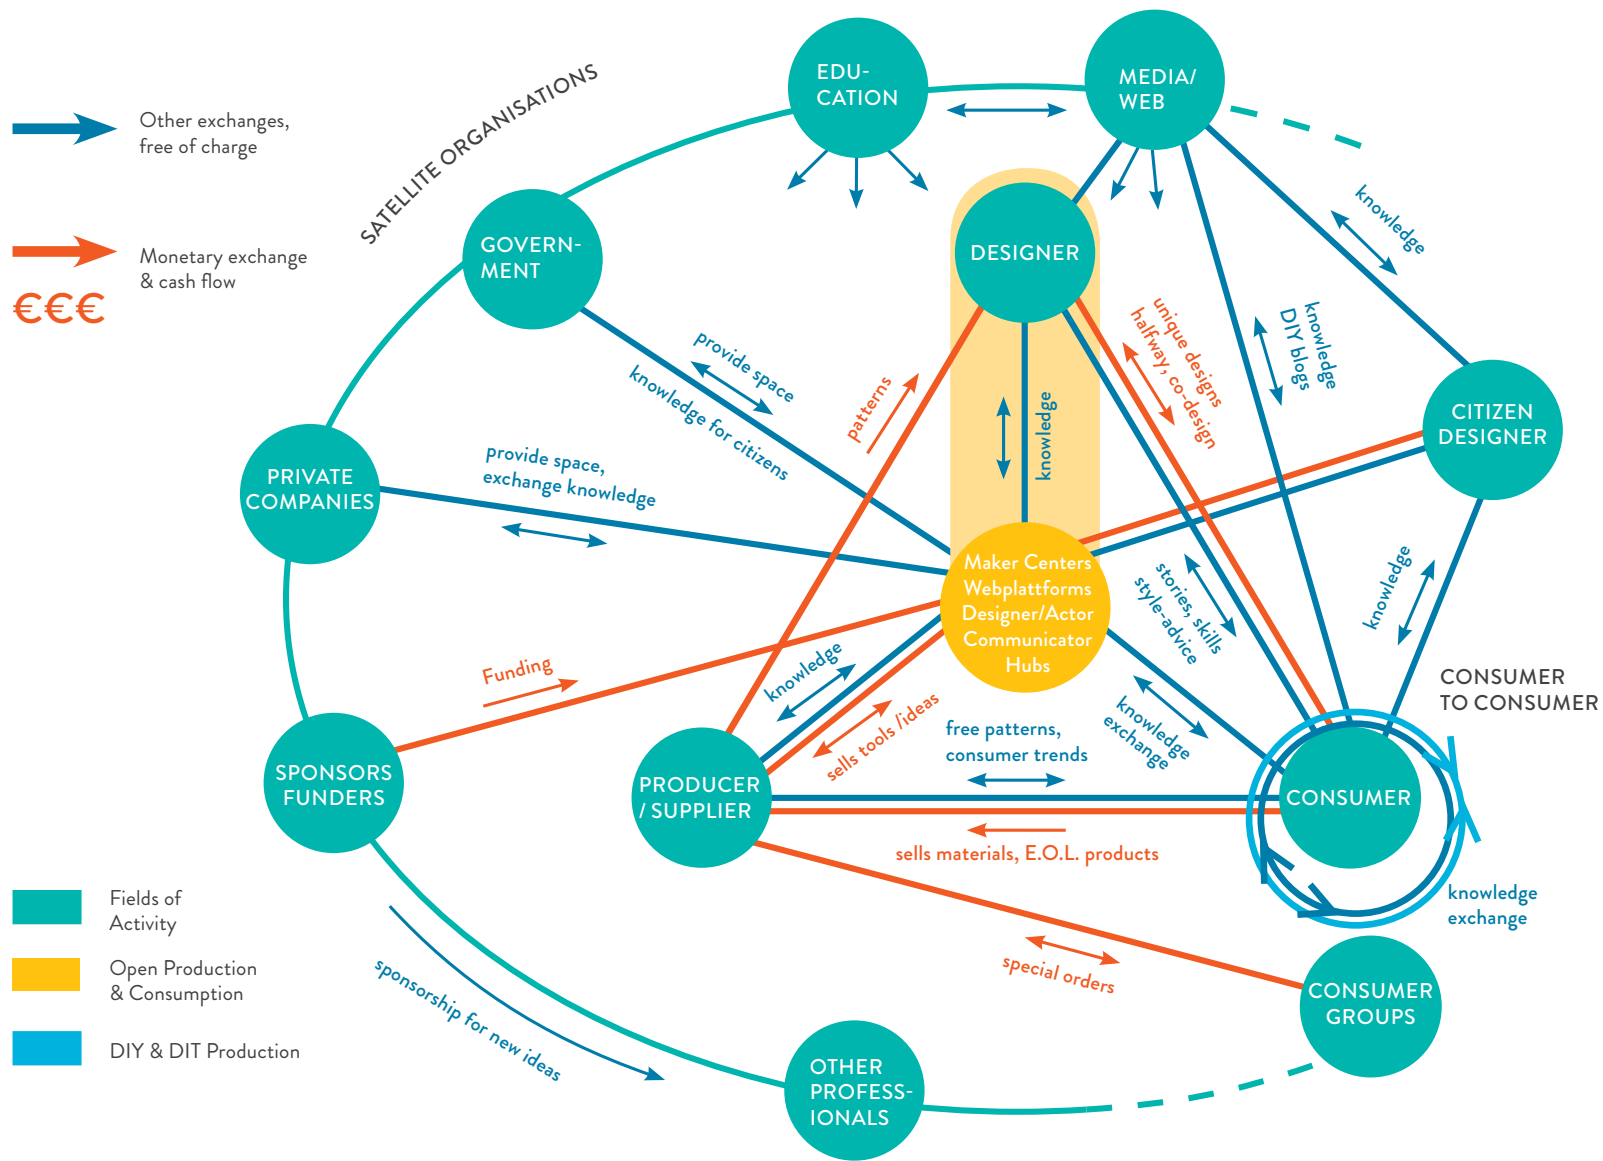 Other exchanges,
free of charge
Monetary exchange
& cash flow
€€€
SATELLITE ORGANISATIONS
EDU-
CATION
MEDIA/
WEB
GOVERN-
MENT
DESIGNER
knowledge
provide space
knowledge for citizens
patterns
knowledge
unique designs
halfway, co-design
knowledge
DIY blogs
CITIZEN
DESIGNER
PRIVATE
COMPANIES
provide space,
exchange knowledge
Maker Centers
Webplattforms
Designer/Actor
Communicator
Hubs
stories, skills
style-advice
knowledge
Funding
knowledge
sells tools /ideas
free patterns,
consumer trends
knowledge
exchange
CONSUMER
TO CONSUMER
SPONSORS
FUNDERS
PRODUCER
/ SUPPLIER
CONSUMER
sells materials, E.O.L. products
knowledge
exchange
special orders
CONSUMER
GROUPS
sponsorship for new ideas
OTHER
PROFESS-
IONALS
Fields of
Activity
Open Production
& Consumption
DIY & DIT Production